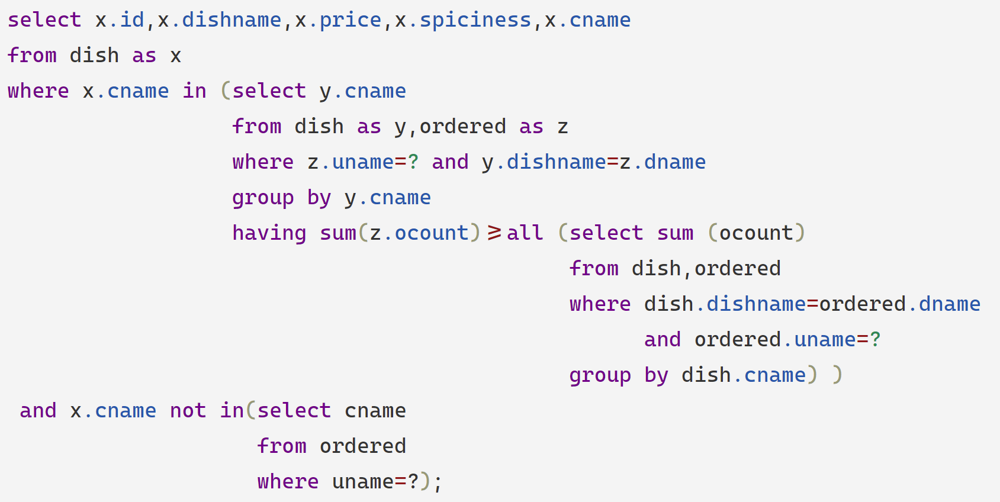 select x.id,x.dishname,x.price,x.spiciness,x.cname
from dish as x
where x.cname in (select y.cname
from dish as y,ordered as z
where z.uname=? and y.dishname=z.dname
group by y.cname
having sum(z.ocount)⩾all (select sum (ocount)
from dish,ordered
where dish.dishname=ordered.dname
and ordered.uname=?
group by dish.cname) )
and x.cname not in(select cname
from ordered
where uname=?);